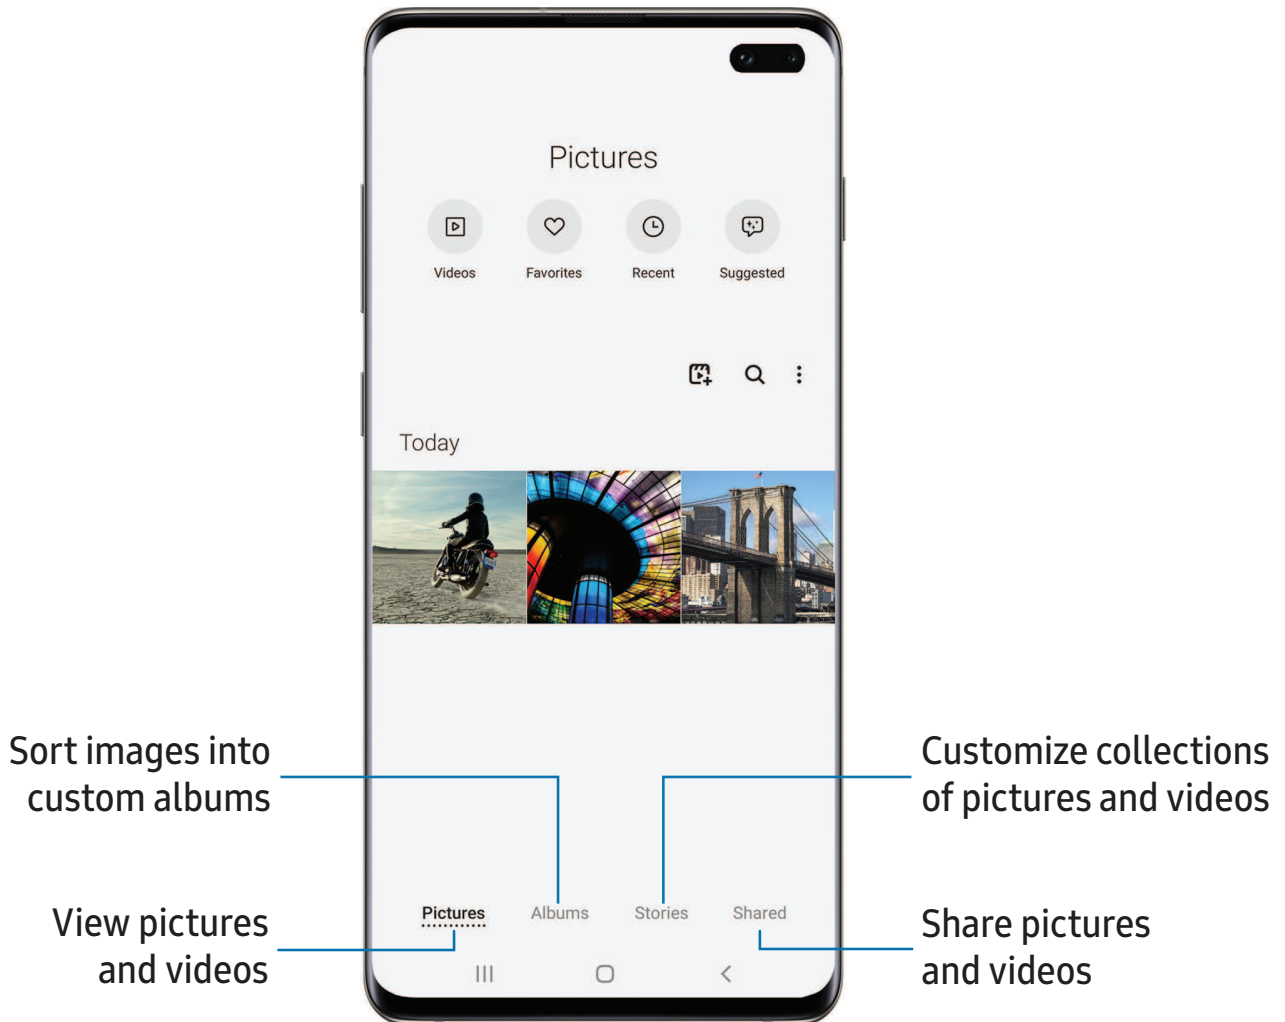 Pictures
Videos
Favorites
Recent
Suggested
Today
Sort images into
custom albums
Customize collections
of pictures and videos
Pictures
Albums
Stories
Shared
View pictures
and videos
Share pictures
and videos